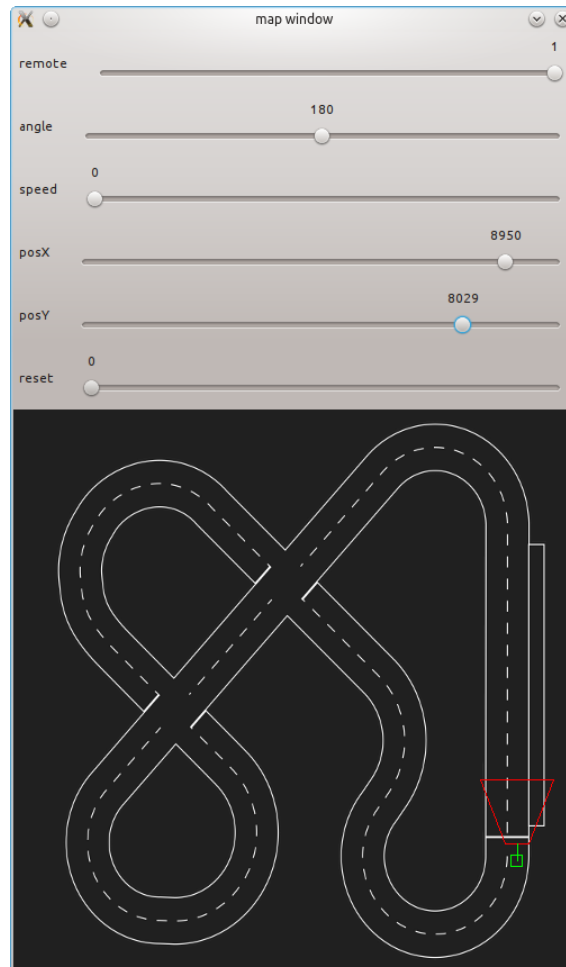 map window
1
remote
180
angle
0
speed
8950
posX
8029
posY
0
reset